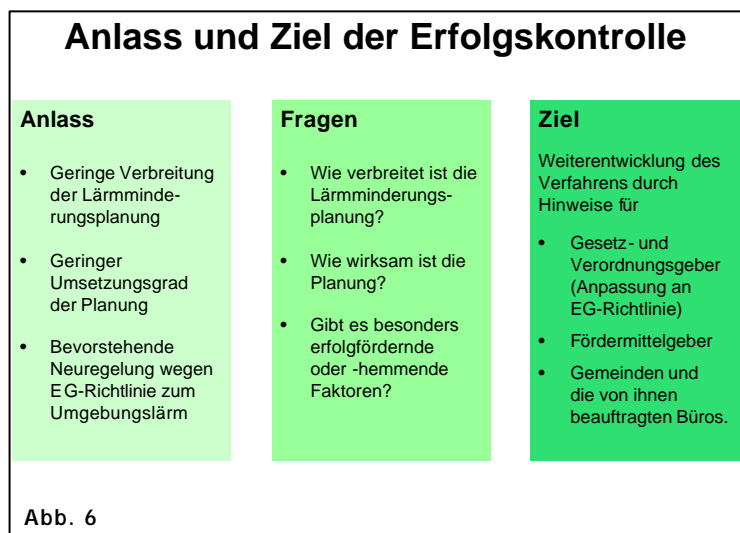 Anlass und Ziel der Erfolgskontrolle
Anlass
• Geringe Verbreitung
der Lärmminde-
rungsplanung
• Geringer
Umsetzungsgrad
der Planung
• Bevorstehende
Neuregelung wegen
EG-Richtlinie zum
Umgebungslärm
Fragen
• Wie verbreitet ist die
Lärmminderungs-
planung?
• Wie wirksam ist die
Planung?
• Gibt es besonders
erfolgfördernde
oder -hemmende
Faktoren?
Ziel
Weiterentwicklung des
Verfahrens durch
Hinweise für
• Gesetz- und
Verordnungsgeber
(Anpassung an
EG-Richtlinie)
• Fördermittelgeber
• Gemeinden und
die von ihnen
beauftragten Büros.
Abb. 6